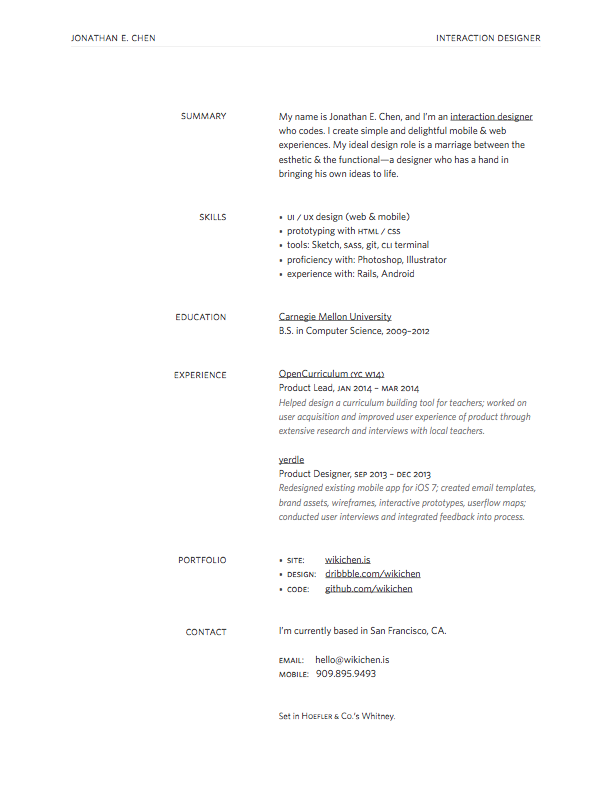 JONATHAN E. CHEN INTERACTION DESIGNER
SUMMARY My name is Jonathan E. Chen, and I'm an interaction designer
who codes. I create simple and delightful mobile & web
experiences. My ideal design role is a marriage between the
esthetic & the functional—a designer who has a hand in
bringing his own ideas to life.
SKILLS ▪ UI / UX design (web & mobile)
▪ prototyping with HTML / CSS
▪ tools: Sketch, SASS, git, CLI terminal
▪ proficiency with: Photoshop, Illustrator
▪ experience with: Rails, Android
EDUCATION Carnegie Mellon University
B.S. in Computer Science, 2009–2012
EXPERIENCE OpenCurriculum (YC W14)
Product Lead, JAN 2014 – MAR 2014
Helped design a curriculum building tool for teachers; worked on
user acquisition and improved user experience of product through
extensive research and interviews with local teachers.
yerdle
Product Designer, SEP 2013 – DEC 2013
Redesigned existing mobile app for iOS 7; created email templates,
brand assets, wireframes, interactive prototypes, userflow maps;
conducted user interviews and integrated feedback into process.
PORTFOLIO ▪ SITE: wikichen.is
▪ DESIGN: dribbble.com/wikichen
▪ CODE: github.com/wikichen
CONTACT I'm currently based in San Francisco, CA.
EMAIL: hello@wikichen.is
MOBILE: 909.895.9493
Set in HOEFLER & CO.'s Whitney.